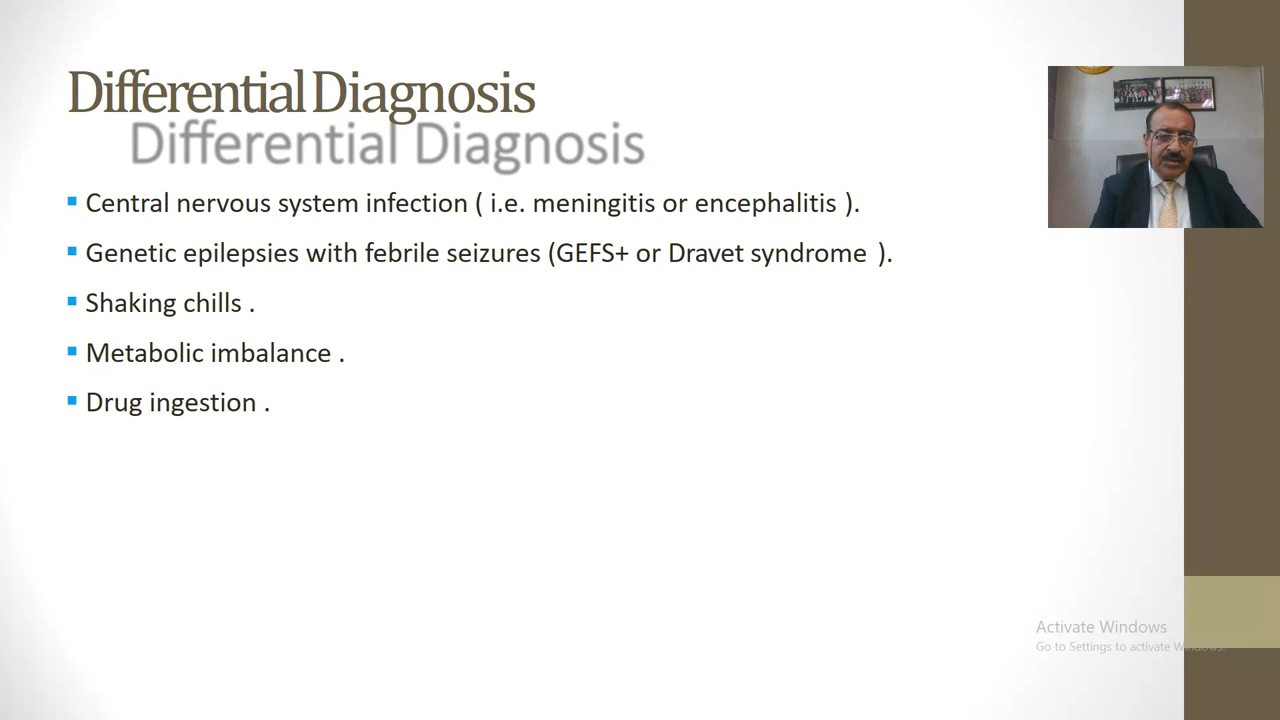 Differential Diagnosis
Differential Diagnosis
Central nervous system infection ( i.e. meningitis or encephalitis ).
Genetic epilepsies with febrile seizures (GEFS+ or Dravet syndrome ).
Shaking chills .
Metabolic imbalance .
Drug ingestion .
Activate Windows
Go to Settings to activate Windows.